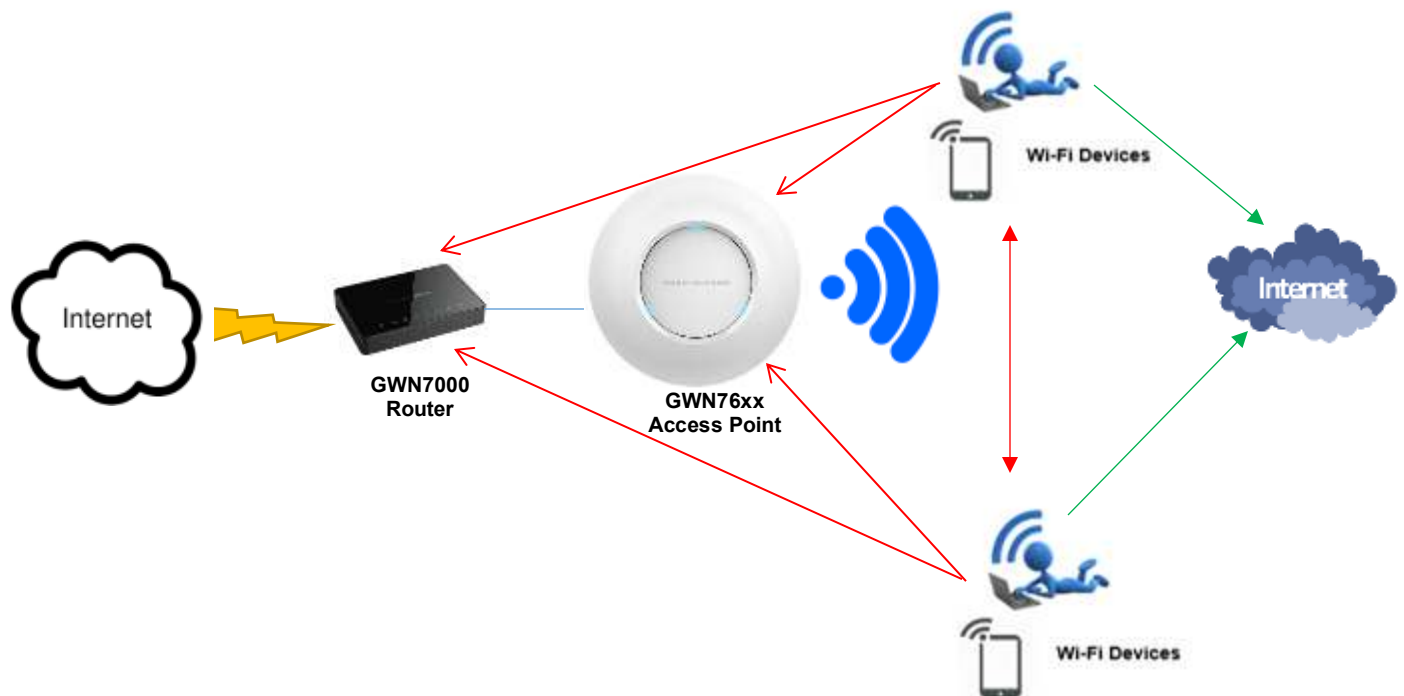 Wi-Fi Devices
Internet
Internet
GWN7000
Router
GWN76xx
Access Point
Wi-Fi Devices